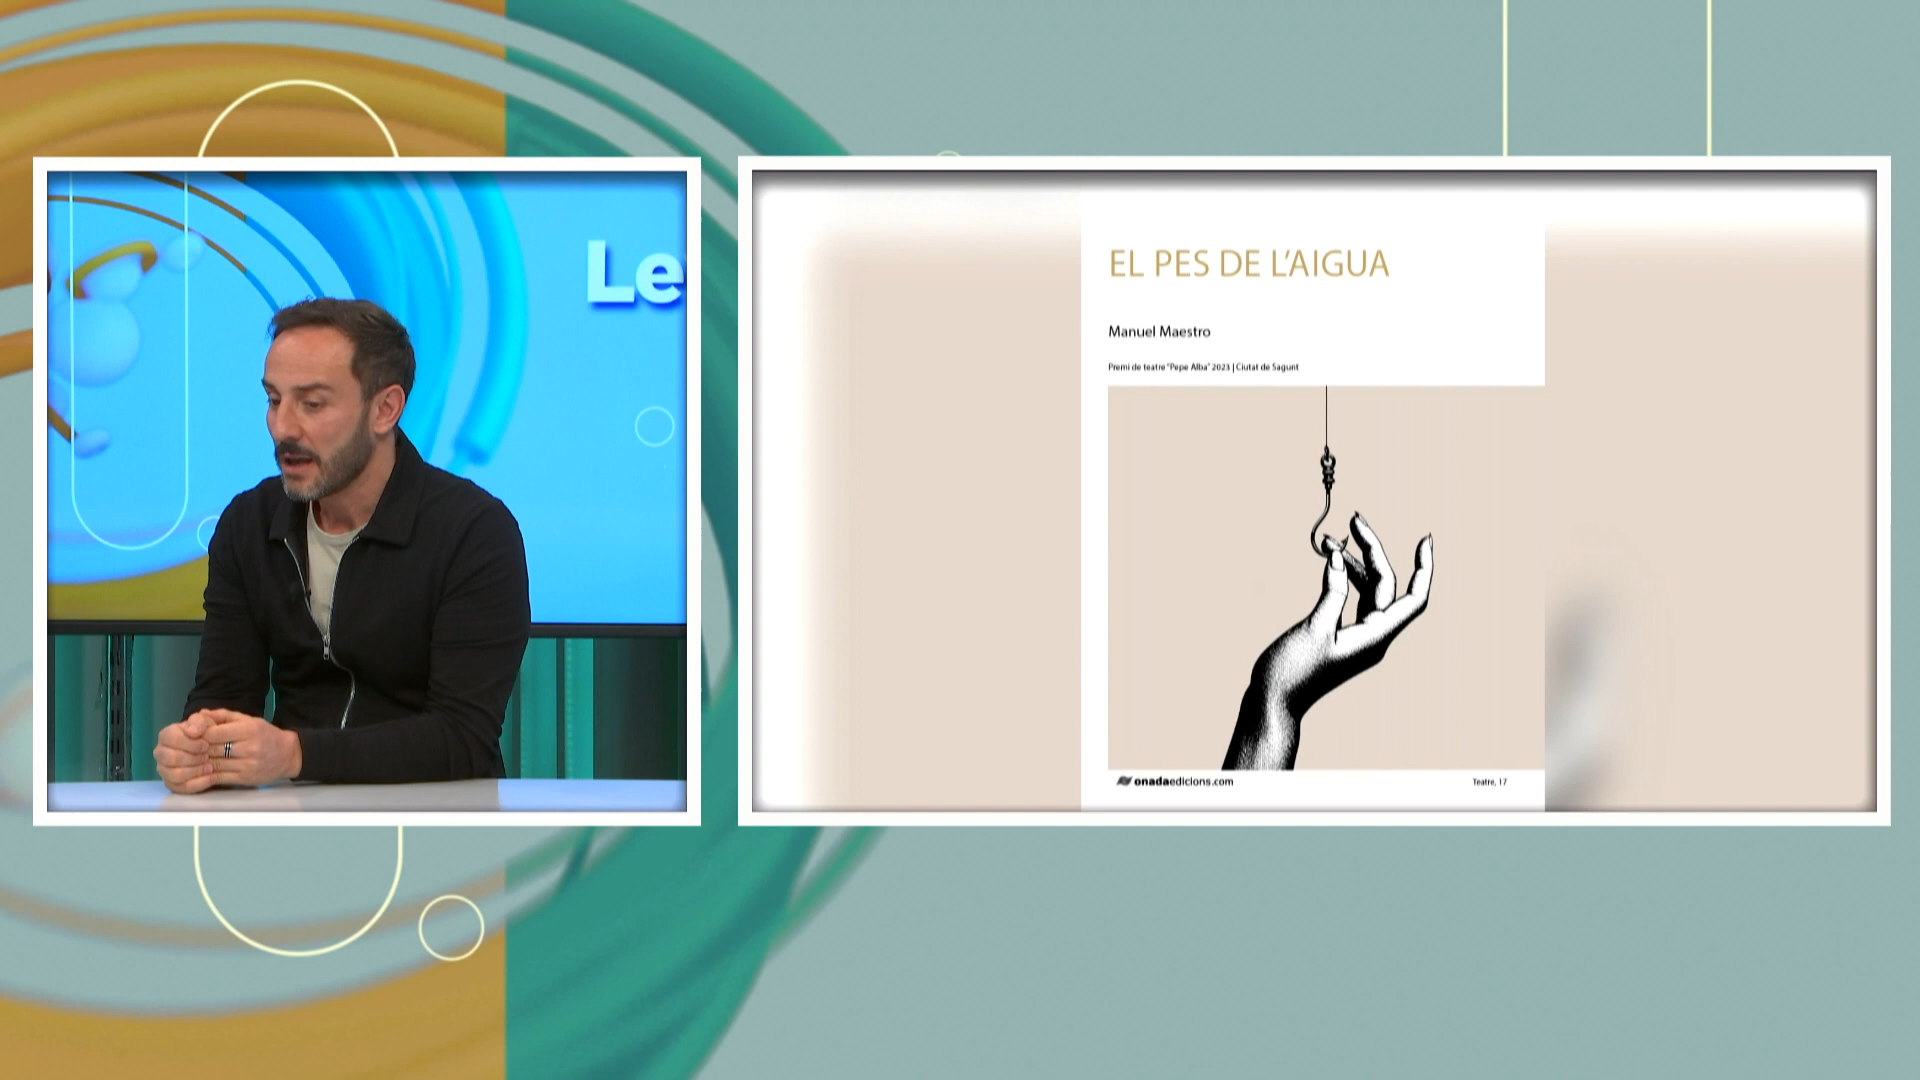 Le
EL PES DE L'AIGUA
Manuel Maestro
Premi de teatre "Pepe Alba" 2023 | Ciutat de Sagunt
onadaedicions.com
Teatre, 17